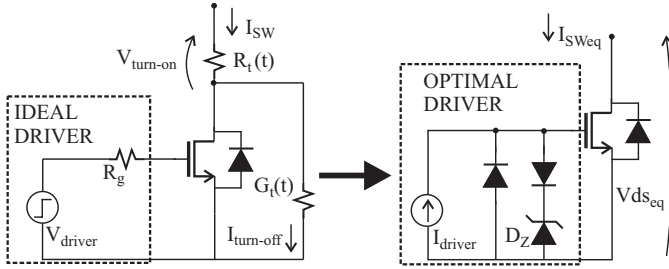 I_SW
V_turn-on
R_t(t)
IDEAL
DRIVER
R_g
V_driver
G_t(t)
I_turn-off
I_SWeq
OPTIMAL
DRIVER
I_driver
D_Z
Vds_eq